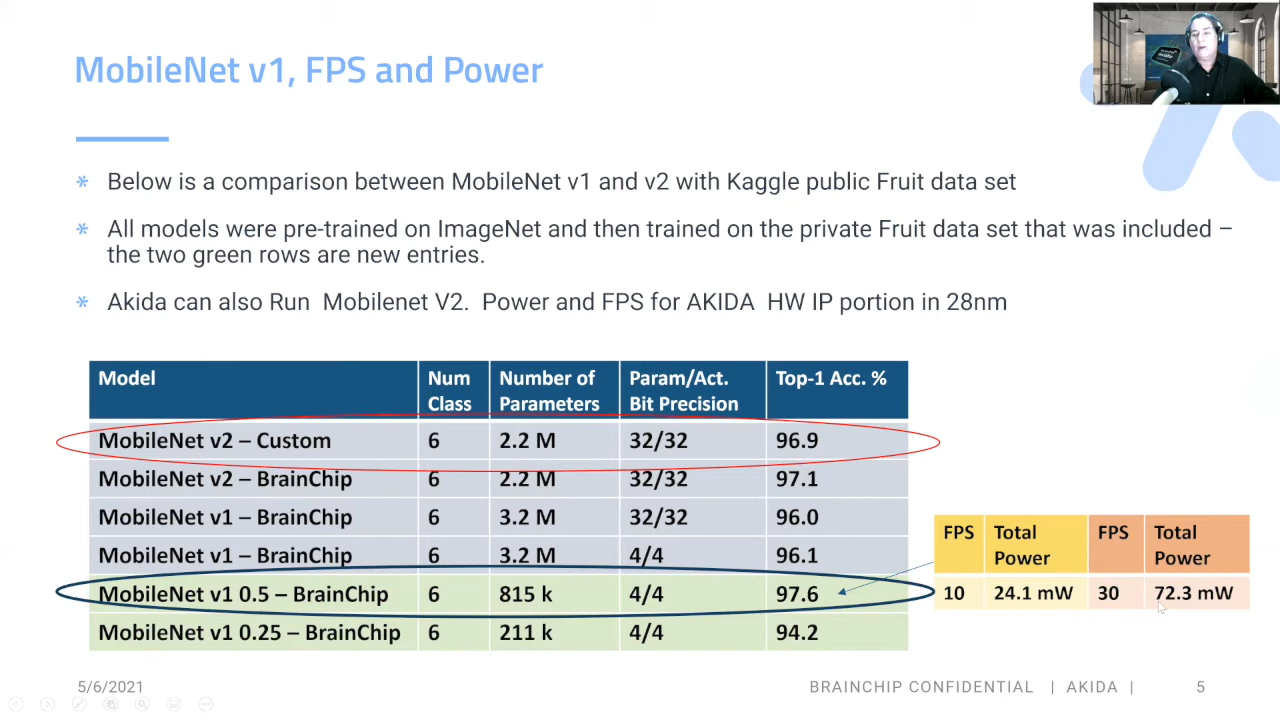 MobileNet v1, FPS and Power
* Below is a comparison between MobileNet v1 and v2 with Kaggle public Fruit data set
* All models were pre-trained on ImageNet and then trained on the private Fruit data set that was included –
the two green rows are new entries.
* Akida can also Run Mobilenet V2. Power and FPS for AKIDA HW IP portion in 28nm
Model Num Class Number of Parameters Param/Act. Bit Precision Top-1 Acc. %
MobileNet v2 – Custom 6 2.2 M 32/32 96.9
MobileNet v2 – BrainChip 6 2.2 M 32/32 97.1
MobileNet v1 – BrainChip 6 3.2 M 32/32 96.0
MobileNet v1 – BrainChip 6 3.2 M 4/4 96.1
MobileNet v1 0.5 – BrainChip 6 815 k 4/4 97.6
MobileNet v1 0.25 – BrainChip 6 211 k 4/4 94.2
FPS Total Power FPS Total Power
10 24.1 mW 30 72.3 mW
5/6/2021 BRAINCHIP CONFIDENTIAL | AKIDA | 5